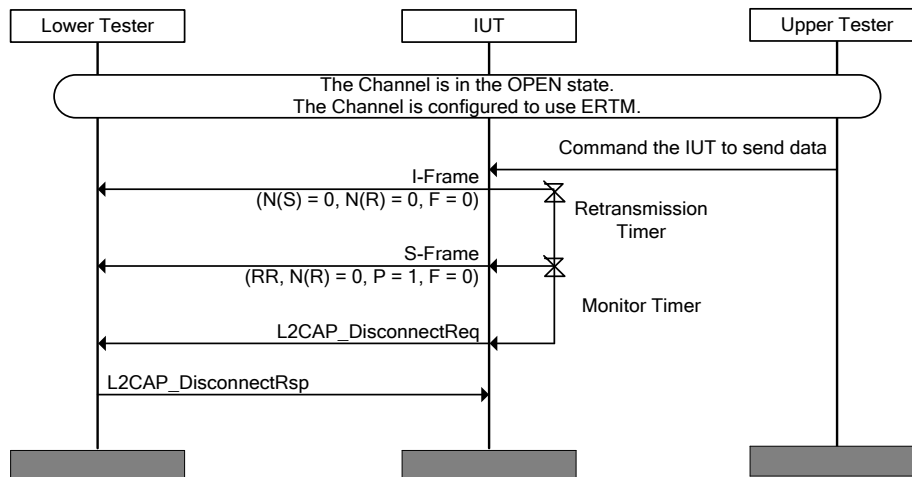 Lower Tester
IUT
Upper Tester
The Channel is in the OPEN state.
The Channel is configured to use ERTM.
Command the IUT to send data
I-Frame
(N(S) = 0, N(R) = 0, F = 0)
Retransmission
Timer
S-Frame
(RR, N(R) = 0, P = 1, F = 0)
Monitor Timer
L2CAP_DisconnectReq
L2CAP_DisconnectRsp